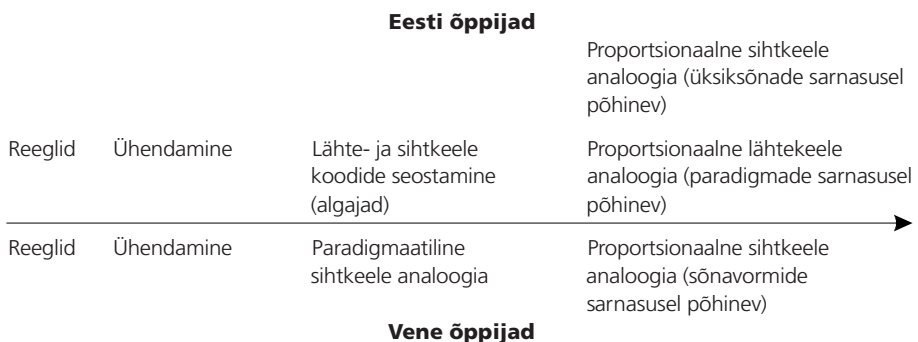 Eesti õppijad
Proportsionaalne sihtkeele
analoogia (üksiksõnade sarnasusel
põhinev)
Reeglid Ühendamine Lähte- ja sihtkeele Proportsionaalne lähtekeele
koodide seostamine analoogia (paradigmade sarnasusel
(algajad) põhinev)
Reeglid Ühendamine Paradigmaatiline Proportsionaalne sihtkeele
sihtkeele analoogia analoogia (sõnavormide
sarnasusel põhinev)
Vene õppijad